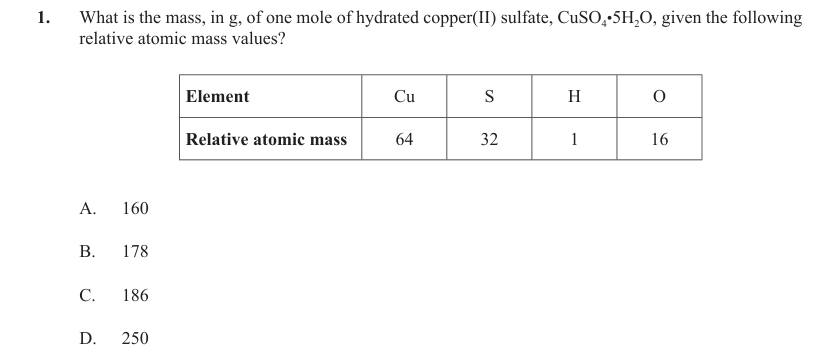 1. What is the mass, in g, of one mole of hydrated copper(II) sulfate, CuSO₄•5H₂O, given the following
relative atomic mass values?
Element Cu S H O
Relative atomic mass 64 32 1 16
A. 160
B. 178
C. 186
D. 250